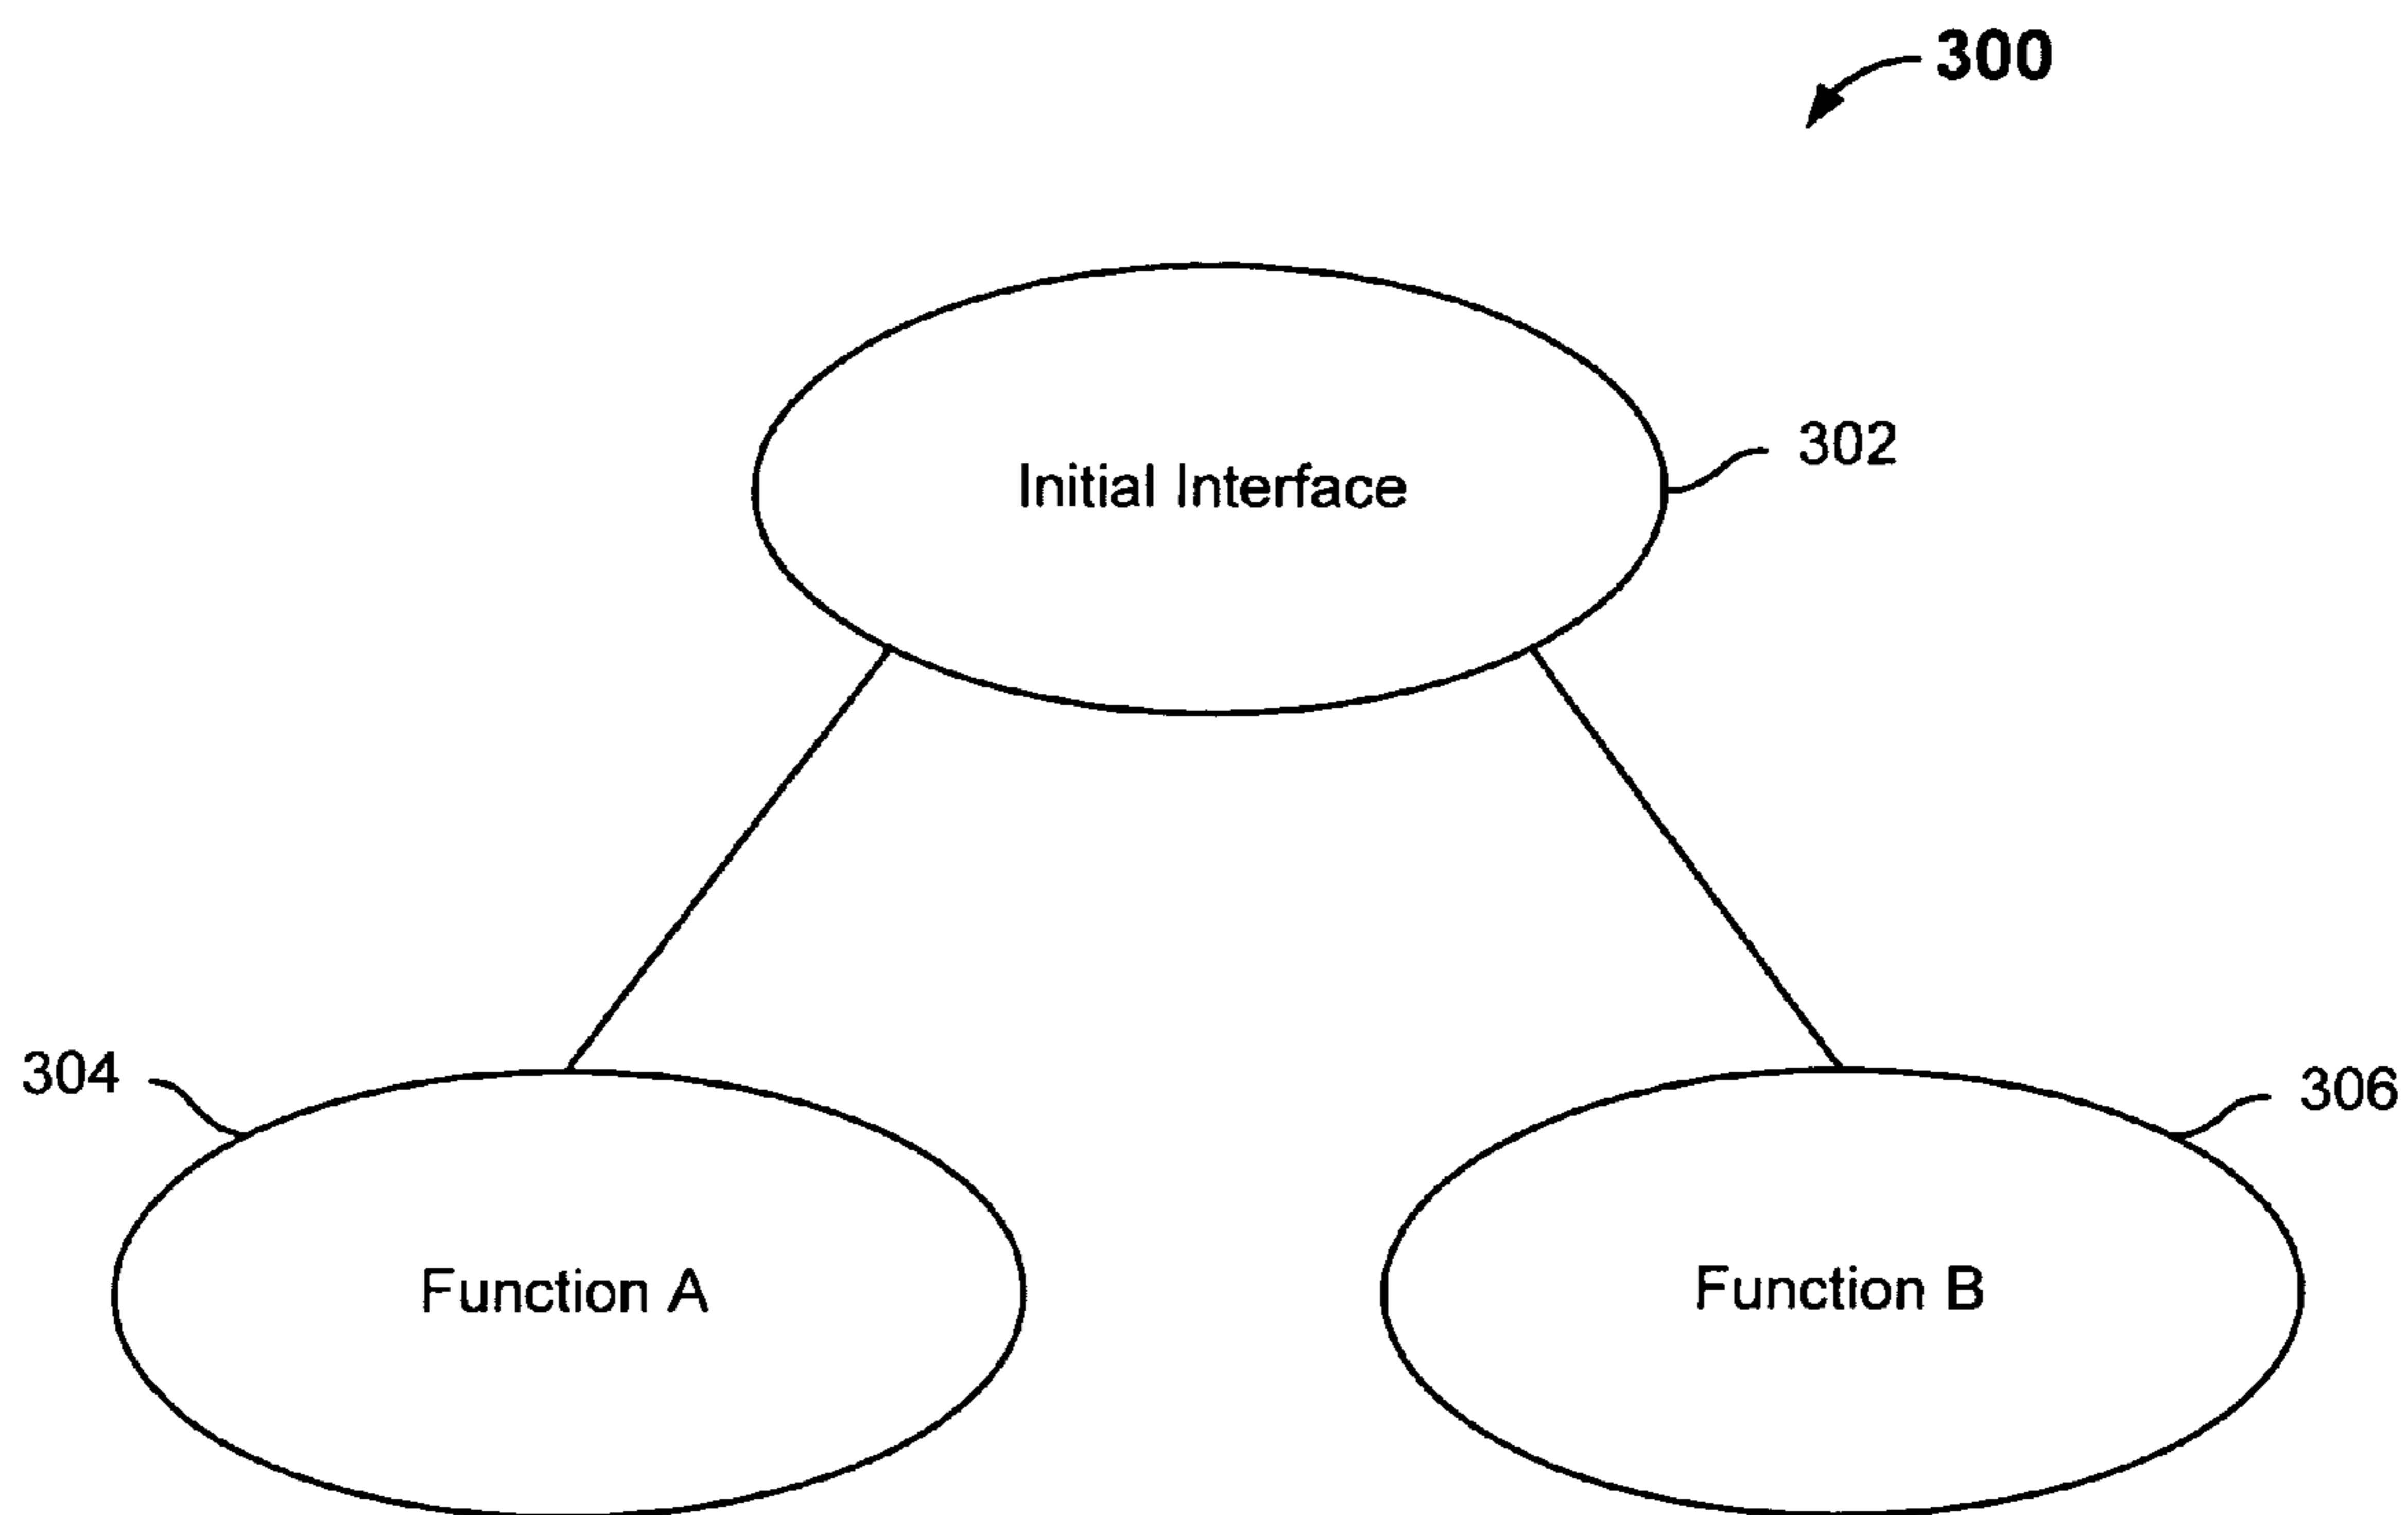 300
302
Initial Interface
304
306
Function A
Function B